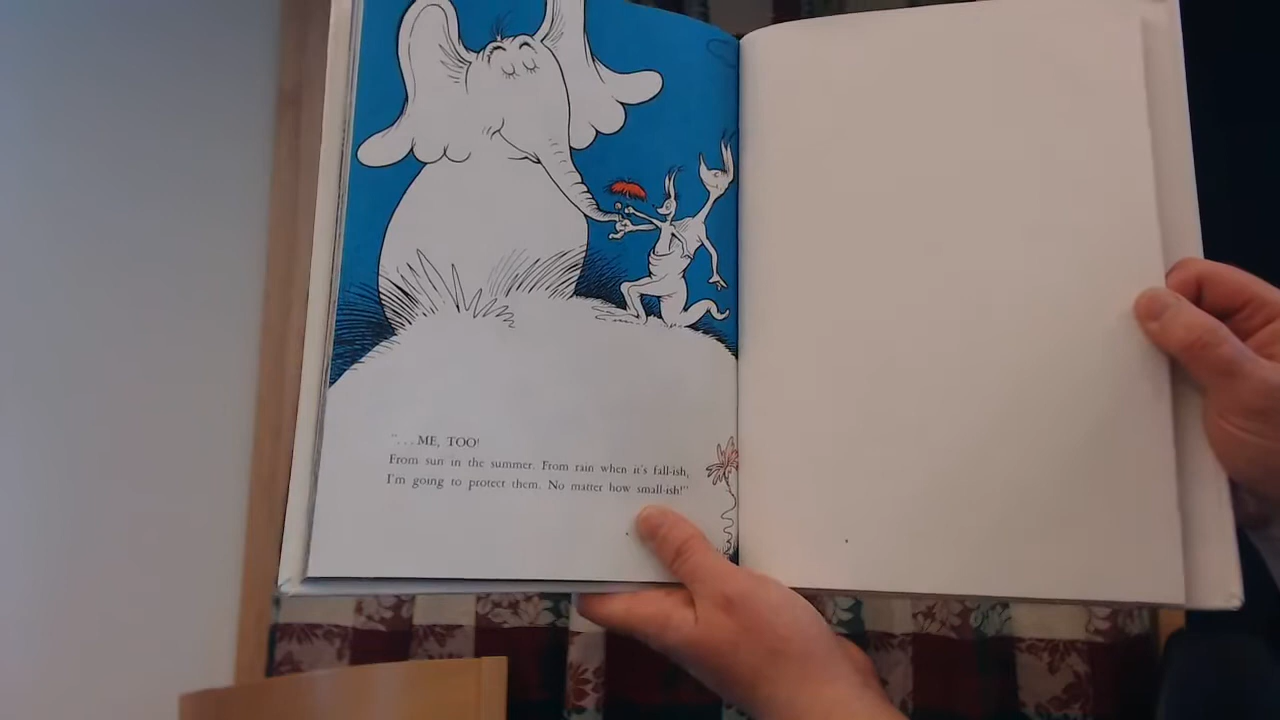 ". . . ME, TOO!
From sun in the summer. From rain when it's fall-ish,
I'm going to protect them. No matter how small-ish!"